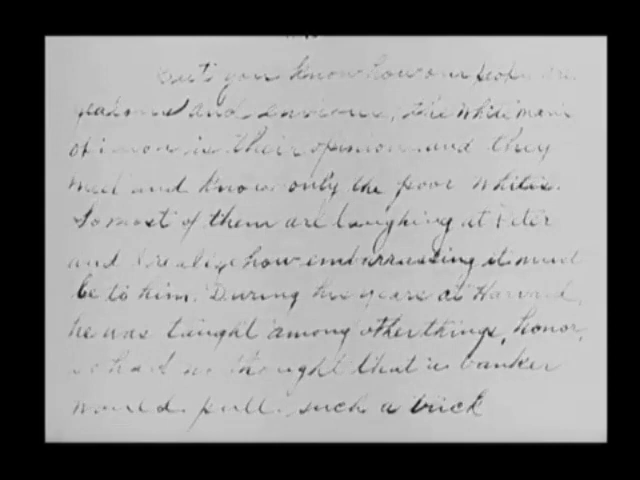 But you know how our people are
jealous and envious, the white man's
opinion is their opinion and they
meet and know only the poor whites.
So most of them are laughing at Peter
and I realize how embarrassing it must
be to him. During his years at Harvard,
he was taught among other things, honor,
had no thought that a banker
would pull such a trick